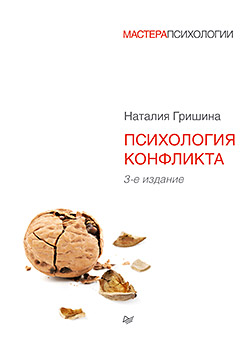 МАСТЕРАПСИХОЛОГИИ
Наталия Гришина
ПСИХОЛОГИЯ
КОНФЛИКТА
3-е издание